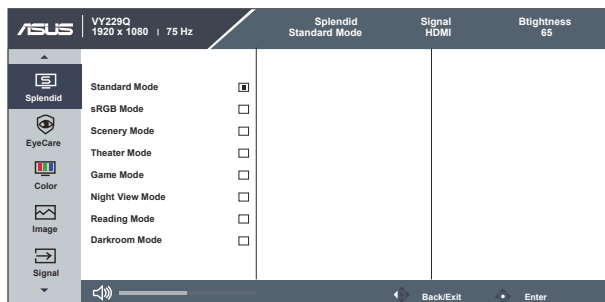 ASUS
VY229Q
1920 x 1080 | 75 Hz
Splendid
Standard Mode
Signal
HDMI
Btightness
65
S
Splendid
EyeCare
Color
Image
Signal
Standard Mode
sRGB Mode
Scenery Mode
Theater Mode
Game Mode
Night View Mode
Reading Mode
Darkroom Mode
Back/Exit
Enter